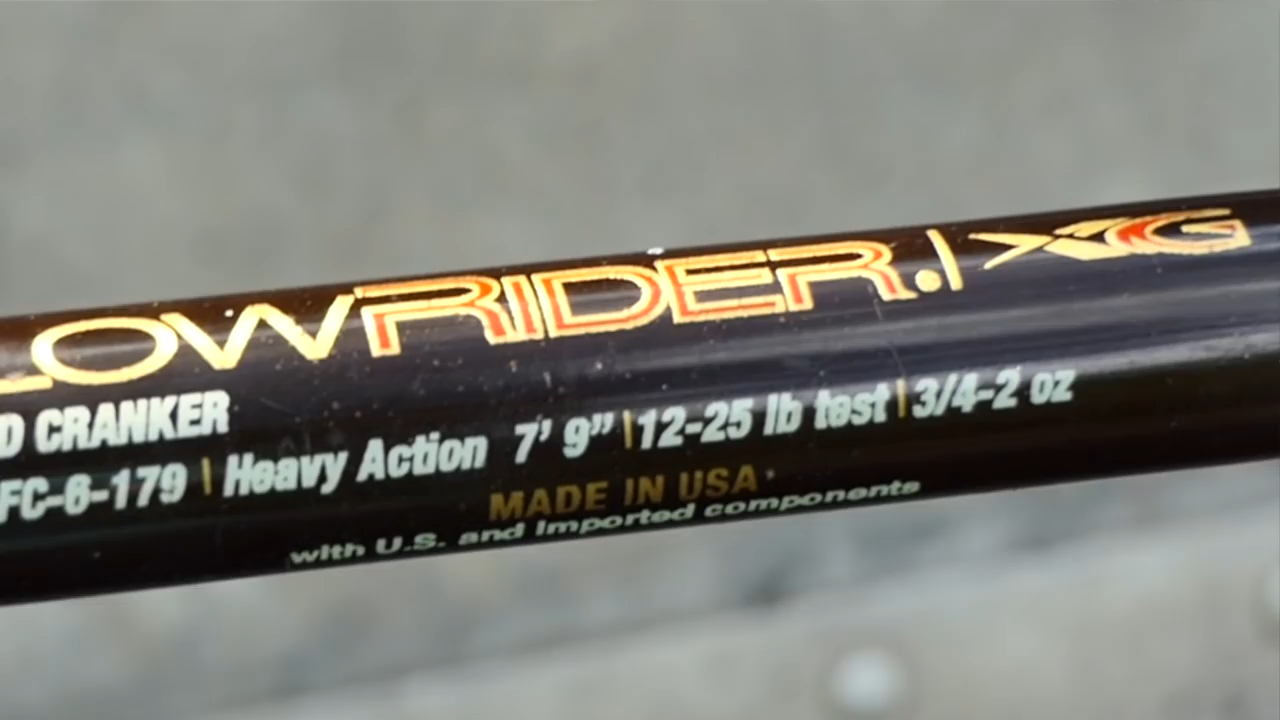 LOWRIDER. | XG
D CRANKER
FC-6-179 | Heavy Action 7' 9" | 12-25 lb test | 3/4-2 oz
MADE IN USA
with U.S. and imported components